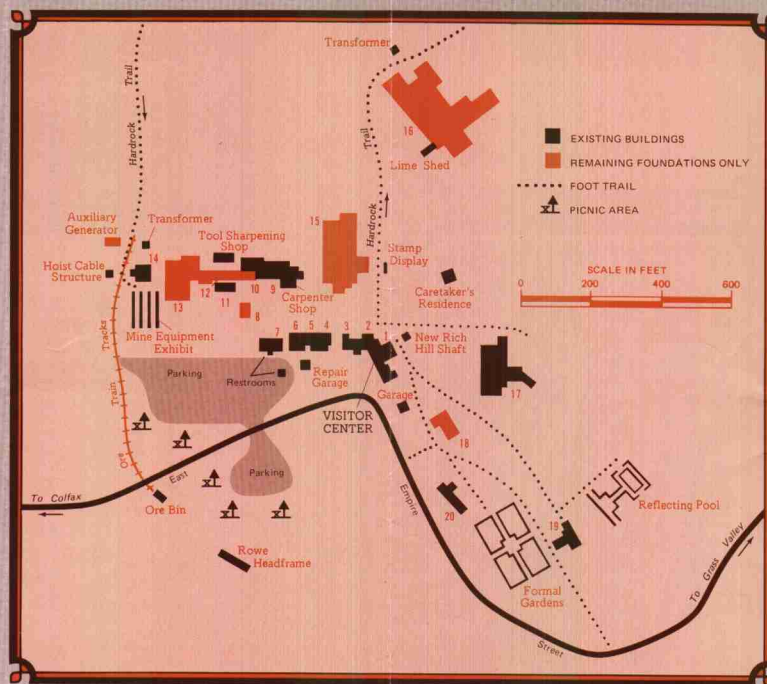 Transformer
Trail
Hardrock
16
Lime Shed
Trail
Hardrock
EXISTING BUILDINGS
REMAINING FOUNDATIONS ONLY
FOOT TRAIL
PICNIC AREA
SCALE IN FEET
0 200 400 600
Auxiliary
Generator
Transformer
14
Hoist Cable
Structure
Tool Sharpening
Shop
15
Stamp
Display
Caretaker's
Residence
13
12
11
10
9
Carpenter
Shop
8
Mine Equipment
Exhibit
7
6
5
4
3
2
1
New Rich
Hill Shaft
Tracks
Train
Ore
Parking
Restrooms
Repair
Garage
VISITOR
CENTER
Garage
17
18
Parking
East
Empire
Street
To Colfax
Ore Bin
Rowe
Headframe
20
19
Reflecting Pool
Formal
Gardens
To Grass Valley